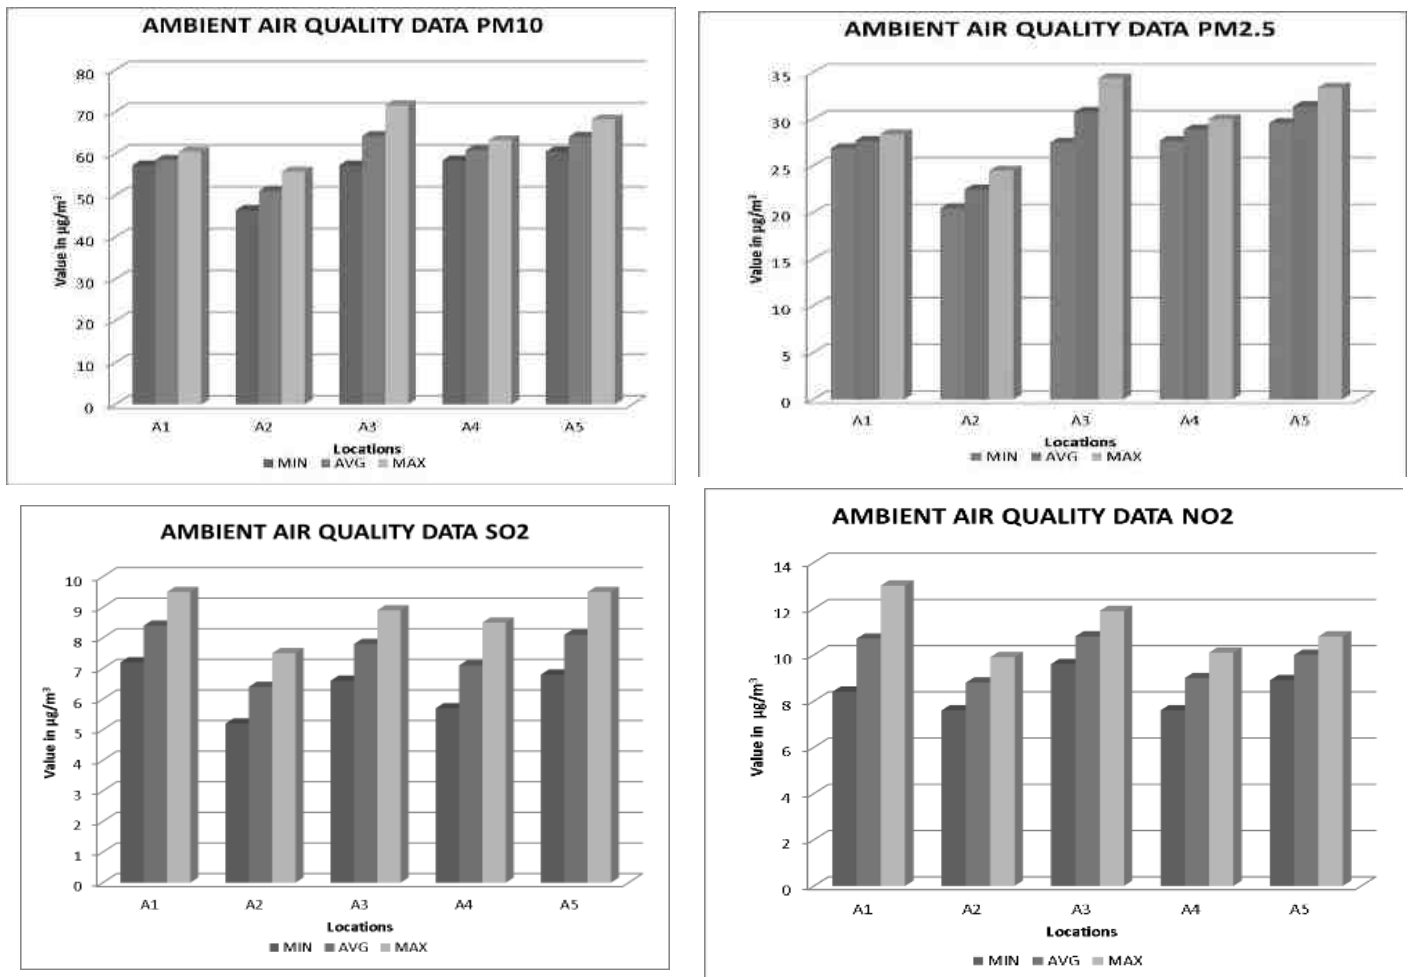 AMBIENT AIR QUALITY DATA PM10
Value in µg/m³
80
70
60
50
40
30
20
10
0
A1 A2 A3 A4 A5
Locations
MIN AVG MAX
AMBIENT AIR QUALITY DATA PM2.5
Value in µg/m³
35
30
25
20
15
10
5
0
A1 A2 A3 A4 A5
Locations
MIN AVG MAX
AMBIENT AIR QUALITY DATA SO2
Value in µg/m³
10
9
8
7
6
5
4
3
2
1
0
A1 A2 A3 A4 A5
Locations
MIN AVG MAX
AMBIENT AIR QUALITY DATA NO2
Value in µg/m³
14
12
10
8
6
4
2
0
A1 A2 A3 A4 A5
Locations
MIN AVG MAX